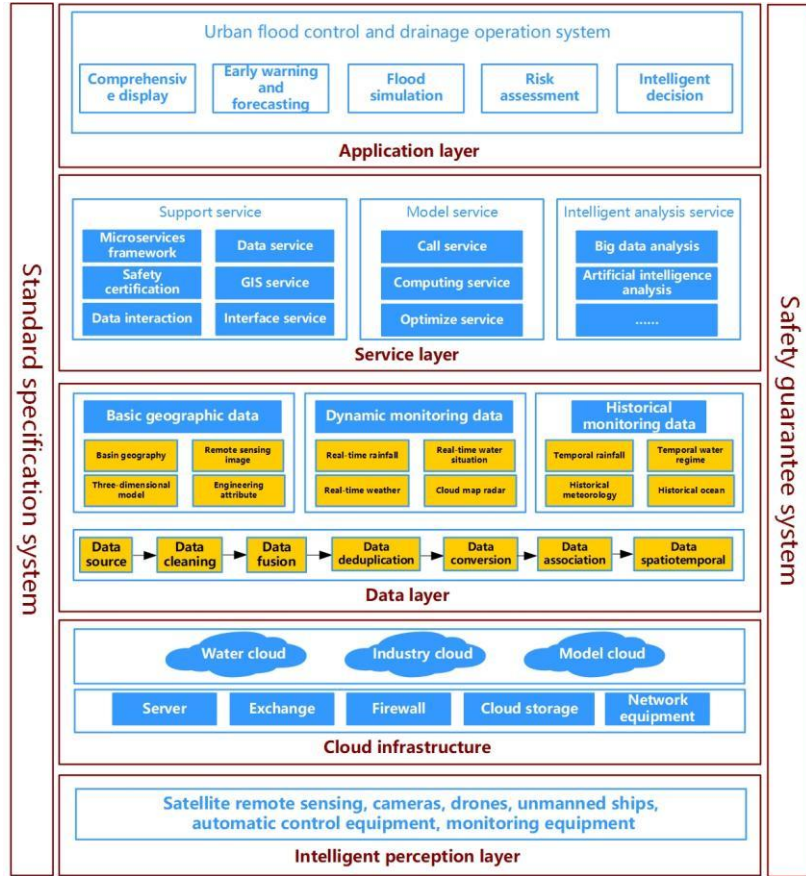 Standard specification system
Urban flood control and drainage operation system
Comprehensiv
e display
Early warning
and
forecasting
Flood
simulation
Risk
assessment
Intelligent
decision
Application layer
Support service
Microservices
framework
Data service
Safety
certification
GIS service
Data interaction
Interface service
Model service
Call service
Computing service
Optimize service
Intelligent analysis service
Big data analysis
Artificial intelligence
analysis
......
Service layer
Basic geographic data
Basin geography
Remote sensing
image
Three-dimensional
model
Engineering
attribute
Dynamic monitoring data
Real-time rainfall
Real-time water
situation
Real-time weather
Cloud map radar
Historical
monitoring data
Temporal rainfall
Temporal water
regime
Historical
meteorology
Historical ocean
Data
source
Data
cleaning
Data
fusion
Data
deduplication
Data
conversion
Data
association
Data
spatiotemporal
Data layer
Water cloud
Industry cloud
Model cloud
Server
Exchange
Firewall
Cloud storage
Network
equipment
Cloud infrastructure
Satellite remote sensing, cameras, drones, unmanned ships,
automatic control equipment, monitoring equipment
Intelligent perception layer
Safety guarantee system